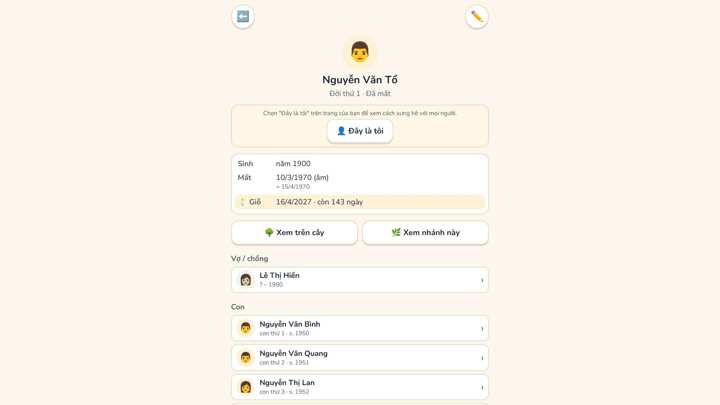 Nguyễn Văn Tổ
Đời thứ 1 · Đã mất
Chọn "Đây là tôi" trên trang của bạn để xem cách xưng hô với mọi người.
Đây là tôi
Sinh năm 1900
Mất 10/3/1970 (âm)
≈ 15/4/1970
Giỗ 16/4/2027 · còn 143 ngày
Xem trên cây
Xem nhánh này
Vợ / chồng
Lê Thị Hiền
? – 1990
Con
Nguyễn Văn Bình
con thứ 1 · s. 1950
Nguyễn Văn Quang
con thứ 2 · s. 1951
Nguyễn Thị Lan
con thứ 3 · s. 1952